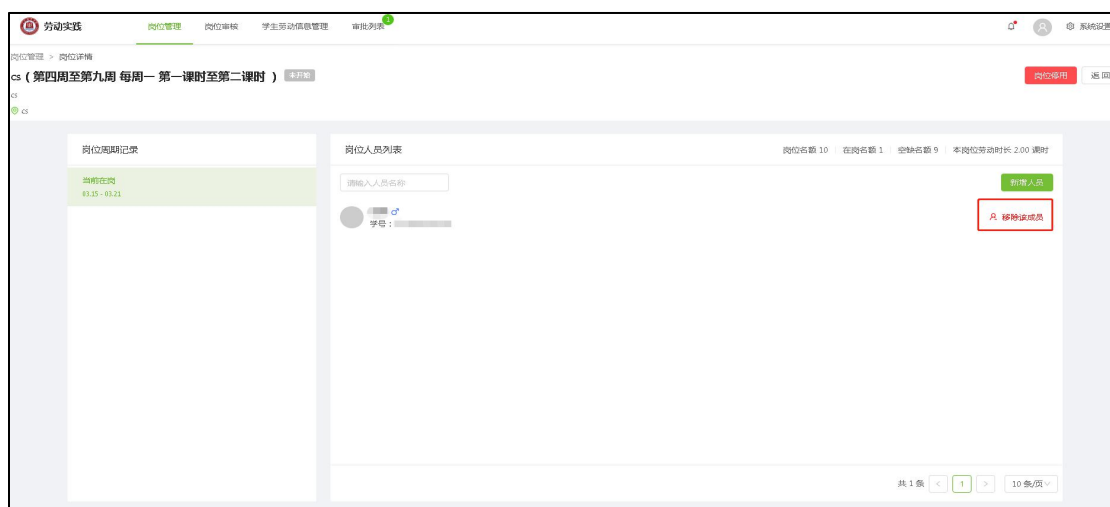 劳动实践 岗位管理 岗位审核 学生劳动信息管理 审批列表 1 系统设置
岗位管理 > 岗位详情
cs（第四周至第九周 每周一 第一课时至第二课时 ） 未开始 岗位停用 返回
cs
cs
岗位周期记录
当前在岗
03.15 - 03.21
岗位人员列表 岗位名额 10 在岗名额 1 空缺名额 9 本岗位劳动时长 2.00 课时
请输入人员名称 新增人员
学号： 移除该成员
共 1 条 < 1 > 10 条/页